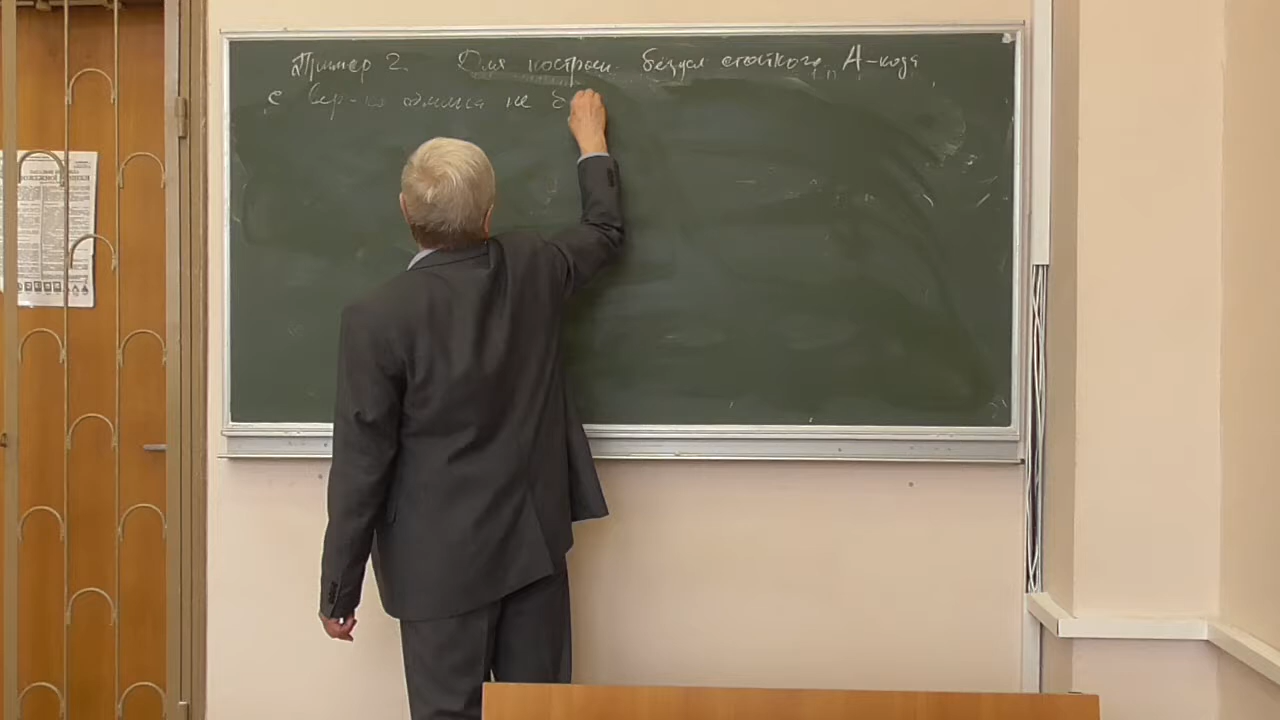 Пример 2. Для построен. безусл стойкого А-кода
с вер-ю обмана не б